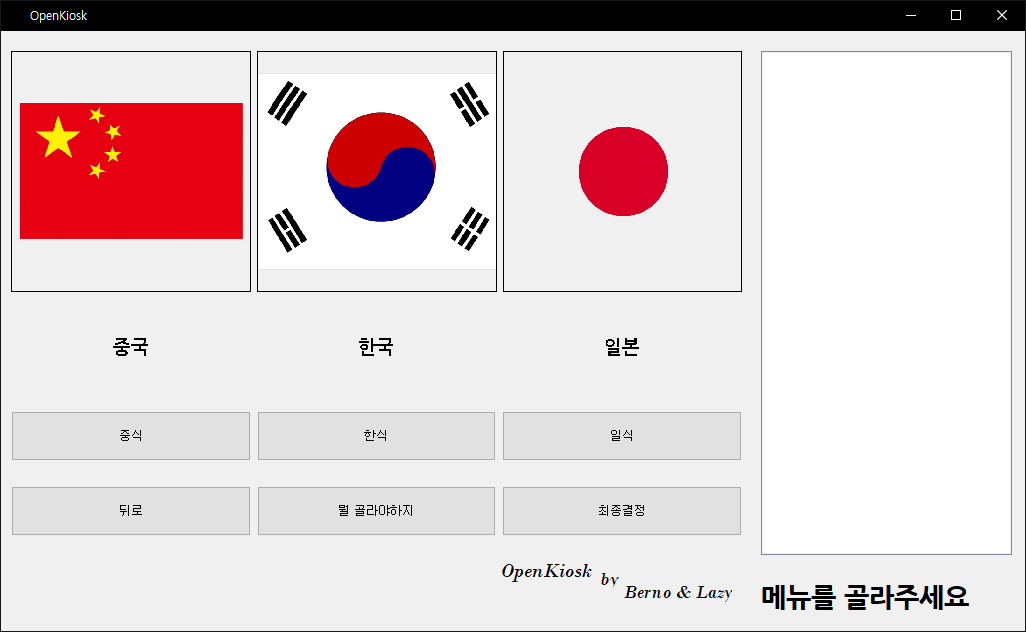 OpenKiosk
중국
한국
일본
중식
한식
일식
뒤로
뭘 골라야하지
최종결정
OpenKiosk
by
Berno & Lazy
메뉴를 골라주세요